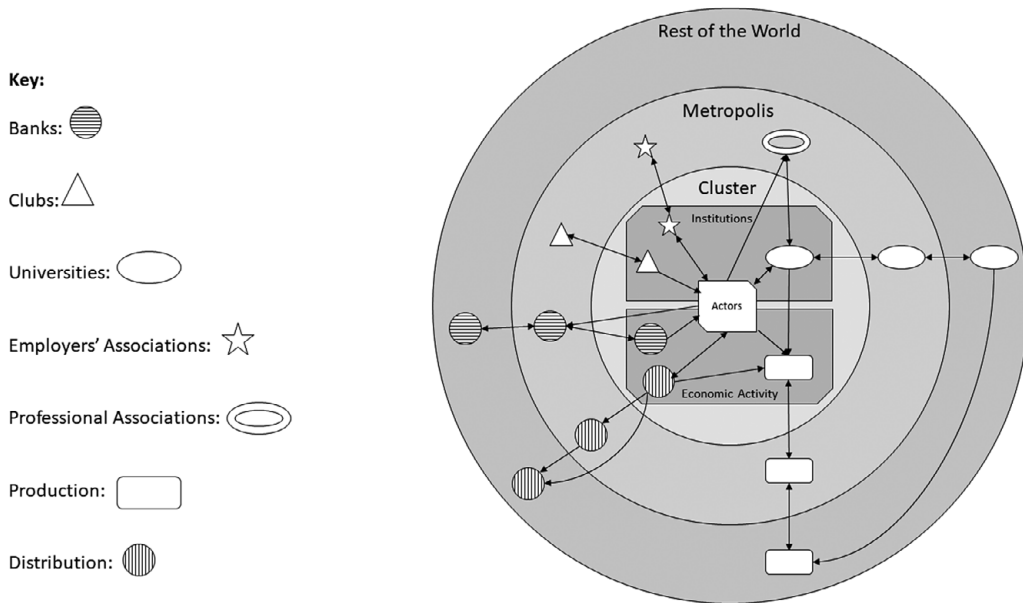 Key:
Banks:
Clubs:
Universities:
Employers' Associations:
Professional Associations:
Production:
Distribution:
Rest of the World
Metropolis
Cluster
Institutions
Actors
Economic Activity